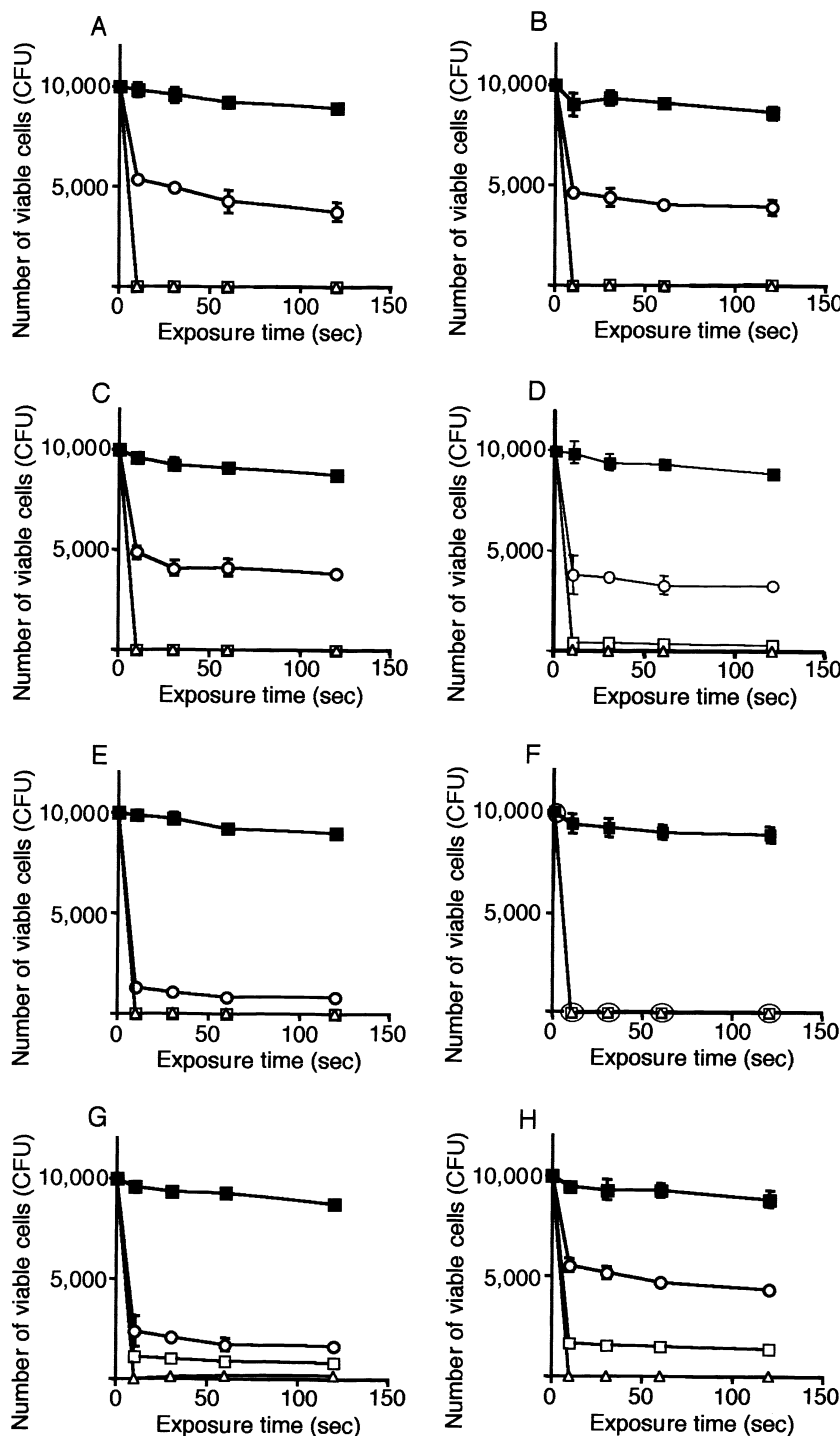 A
Number of viable cells (CFU)
10,000
5,000
0 50 100 150
Exposure time (sec)
B
Number of viable cells (CFU)
10,000
5,000
0 50 100 150
Exposure time (sec)
C
Number of viable cells (CFU)
10,000
5,000
0 50 100 150
Exposure time (sec)
D
Number of viable cells (CFU)
10,000
5,000
0 50 100 150
Exposure time (sec)
E
Number of viable cells (CFU)
10,000
5,000
0 50 100 150
Exposure time (sec)
F
Number of viable cells (CFU)
10,000
5,000
0 50 100 150
Exposure time (sec)
G
Number of viable cells (CFU)
10,000
5,000
0 50 100 150
Exposure time (sec)
H
Number of viable cells (CFU)
10,000
5,000
0 50 100 150
Exposure time (sec)